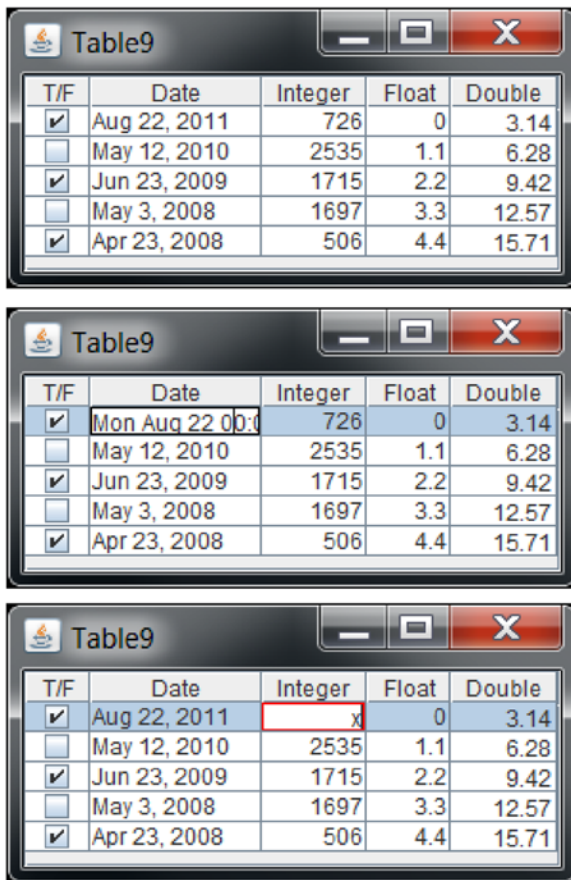 Table9
T/F Date Integer Float Double
Aug 22, 2011 726 0 3.14
May 12, 2010 2535 1.1 6.28
Jun 23, 2009 1715 2.2 9.42
May 3, 2008 1697 3.3 12.57
Apr 23, 2008 506 4.4 15.71
Table9
T/F Date Integer Float Double
Mon Aug 22 00:0 726 0 3.14
May 12, 2010 2535 1.1 6.28
Jun 23, 2009 1715 2.2 9.42
May 3, 2008 1697 3.3 12.57
Apr 23, 2008 506 4.4 15.71
Table9
T/F Date Integer Float Double
Aug 22, 2011 x 0 3.14
May 12, 2010 2535 1.1 6.28
Jun 23, 2009 1715 2.2 9.42
May 3, 2008 1697 3.3 12.57
Apr 23, 2008 506 4.4 15.71